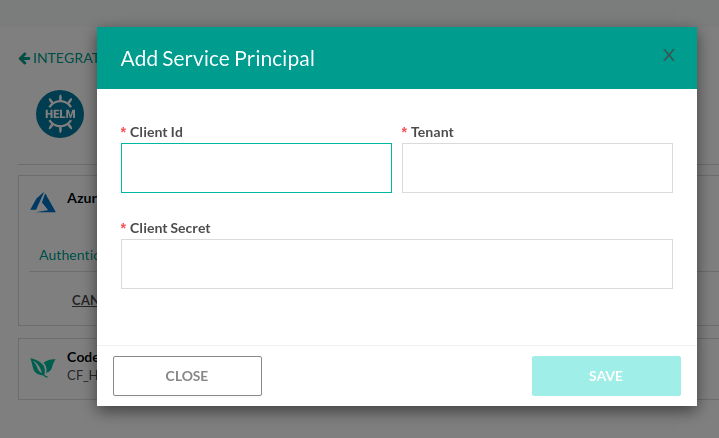 Add Service Principal
X
INTEGRAT
HELM
* Client Id
* Tenant
Azur
* Client Secret
Authentic
CAN
Code
CF_H
CLOSE
SAVE